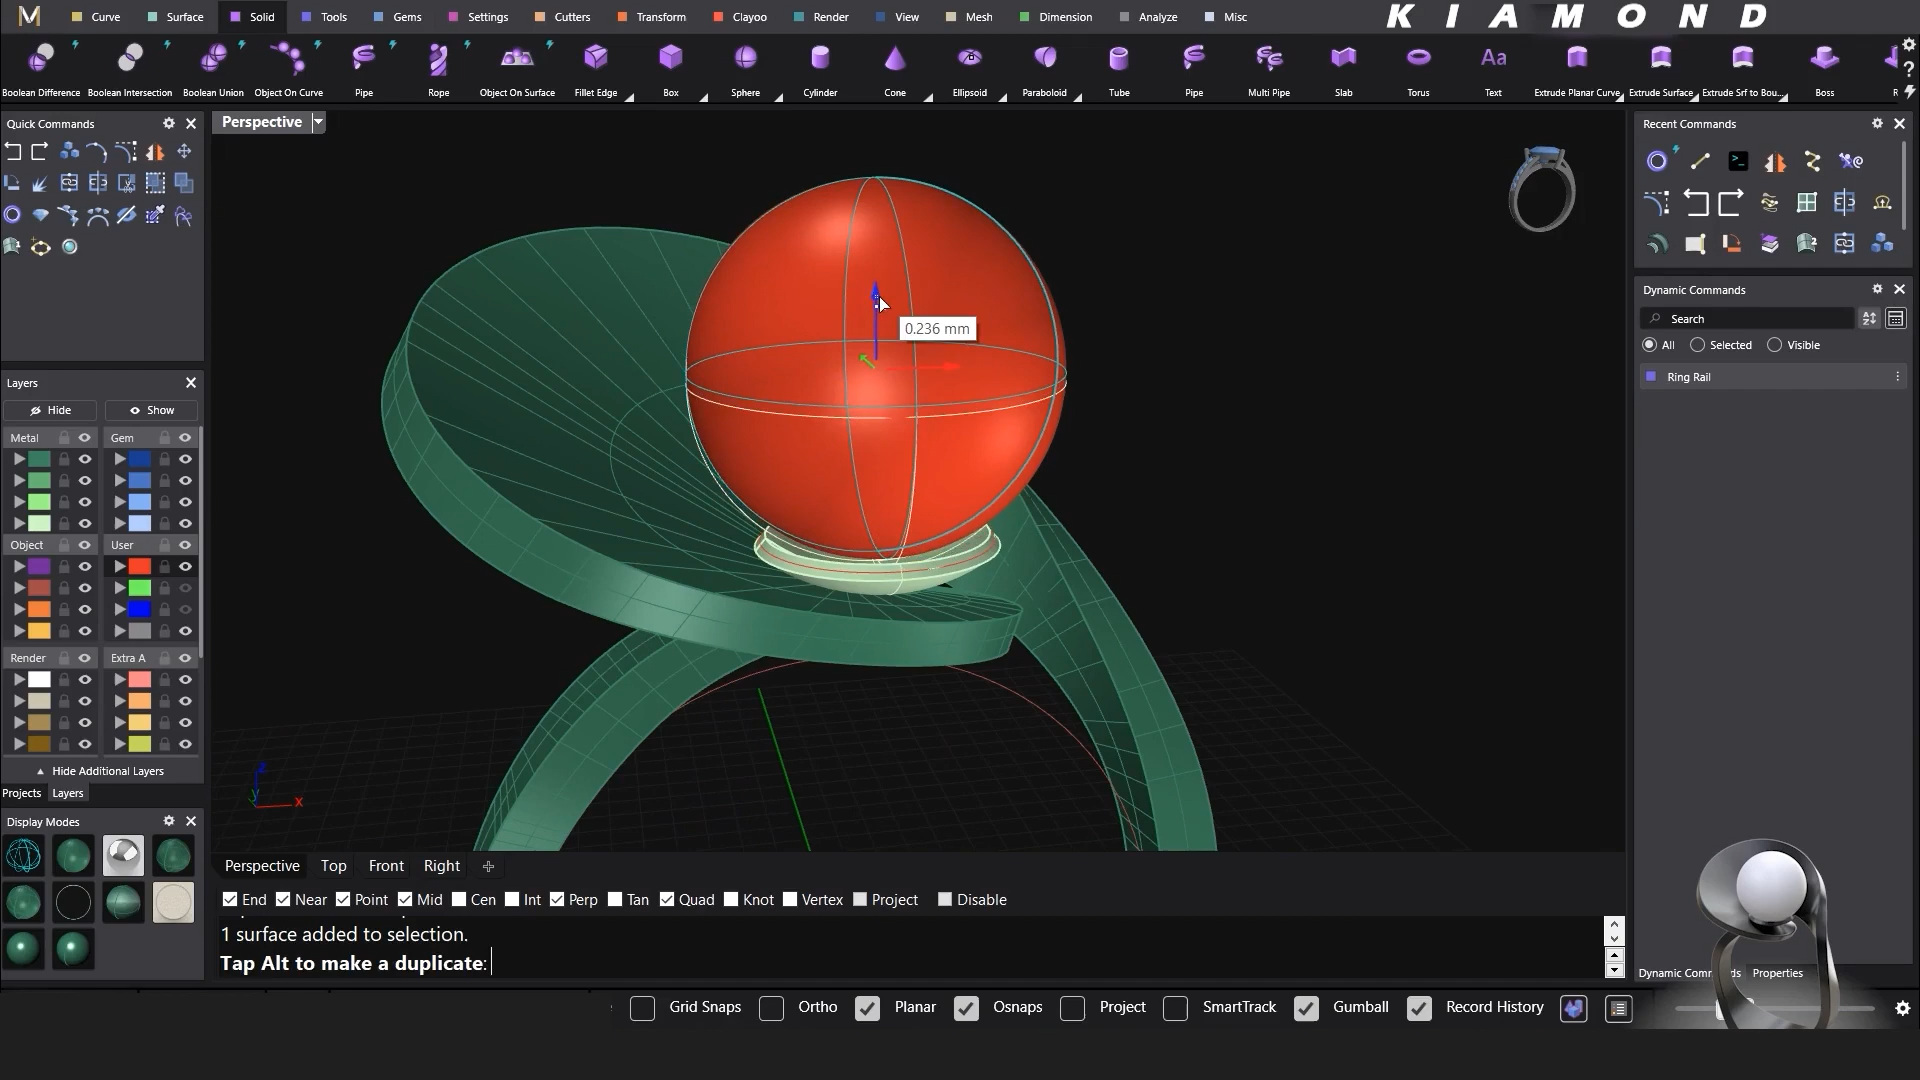 Curve Surface Solid Tools Gems Settings Cutters Transform Clayoo Render View Mesh Dimension Analyze Misc
KIAMOND
Boolean Difference Boolean Intersection Boolean Union Object On Curve Pipe Rope Object On Surface Fillet Edge Box Sphere Cylinder Cone Ellipsoid Paraboloid Tube Pipe Multi Pipe Slab Torus Text Extrude Planar Curve Extrude Surface Extrude Srf to Bou... Boss
Aa
Quick Commands
Perspective
Recent Commands
Dynamic Commands
Search
All Selected Visible
Ring Rail
0.236 mm
Layers
Hide Show
Metal Gem
Object User
Render Extra A
Hide Additional Layers
Projects Layers
Display Modes
z
y
x
Perspective Top Front Right
End Near Point Mid Cen Int Perp Tan Quad Knot Vertex Project Disable
1 surface added to selection.
Tap Alt to make a duplicate:
Properties
Grid Snaps Ortho Planar Osnaps Project SmartTrack Gumball Record History